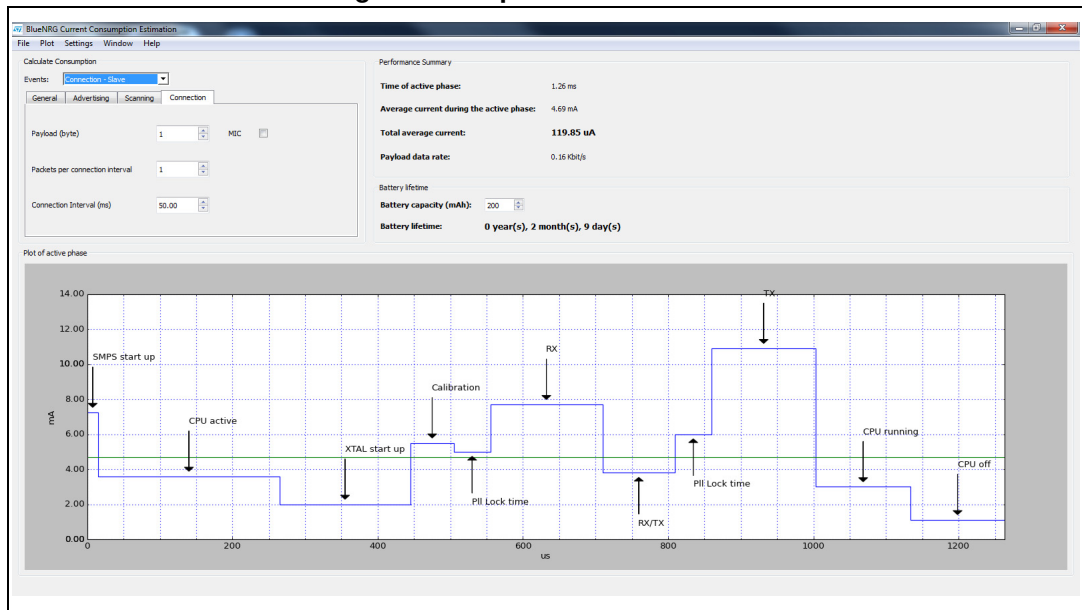 BlueNRG Current Consumption Estimation
File Plot Settings Window Help
Calculate Consumption
Events: Connection - Slave
General Advertising Scanning Connection
Payload (byte) 1 MIC
Packets per connection interval 1
Connection Interval (ms) 50.00
Performance Summary
Time of active phase: 1.26 ms
Average current during the active phase: 4.69 mA
Total average current: 119.85 uA
Payload data rate: 0.16 Kbit/s
Battery lifetime
Battery capacity (mAh): 200
Battery lifetime: 0 year(s), 2 month(s), 9 day(s)
Plot of active phase
14.00
12.00
10.00
8.00
6.00
4.00
2.00
0.00
mA
SMPS start up
CPU active
XTAL start up
Calibration
Pll Lock time
RX
RX/TX
Pll Lock time
TX
CPU running
CPU off
0 200 400 600 800 1000 1200
us